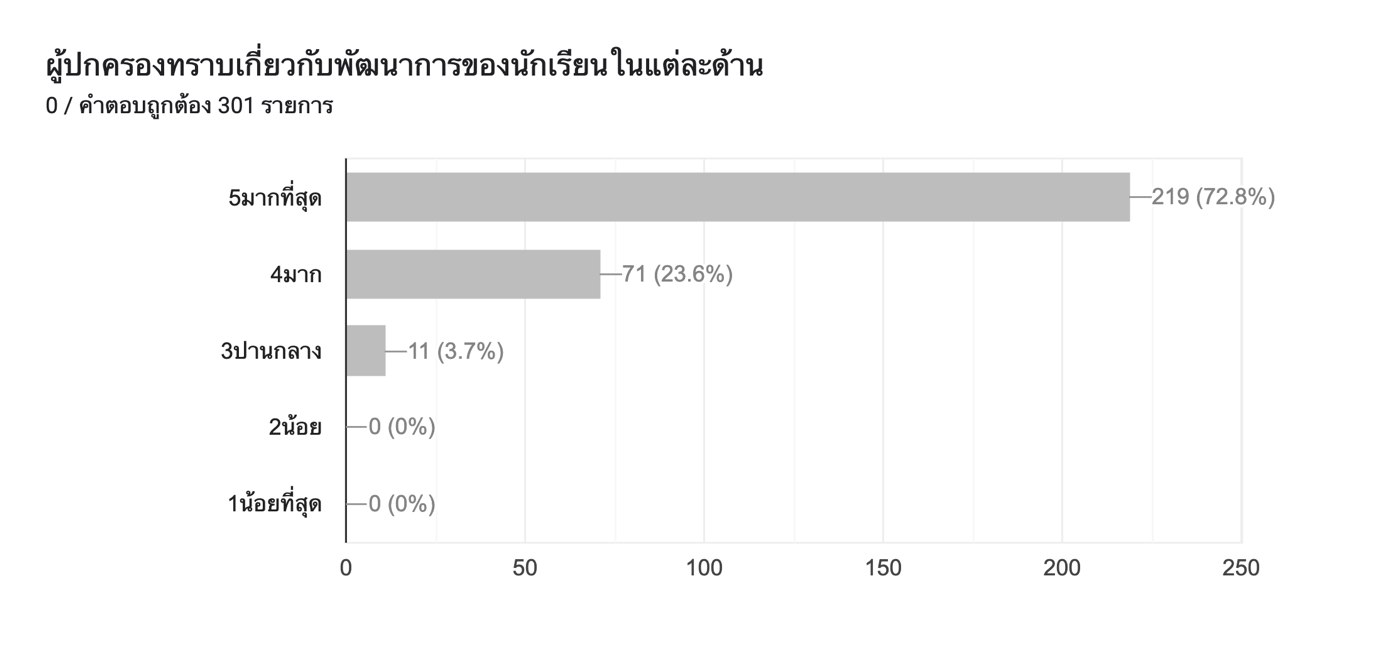 ผู้ปกครองทราบเกี่ยวกับพัฒนาการของนักเรียน ในแต่ละด้าน
0 / คำตอบถูกต้อง 301 รายการ
5มากที่สุด 219 (72.8%)
4มาก 71 (23.6%)
3ปานกลาง 11 (3.7%)
2น้อย 0 (0%)
1น้อยที่สุด 0 (0%)
0 50 100 150 200 250